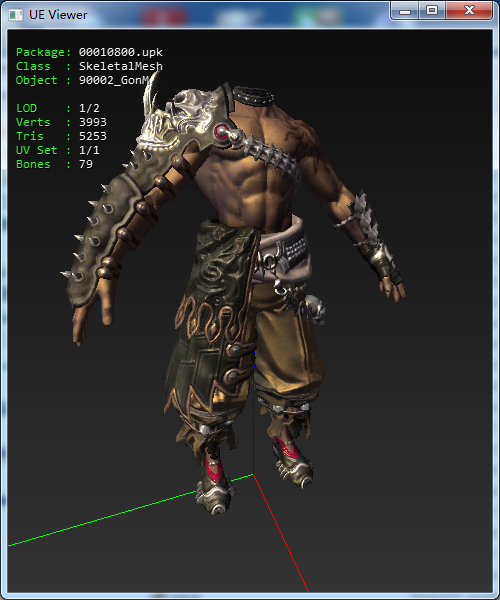 UE Viewer
Package: 00010800.upk
Class : SkeletalMesh
Object : 90002_GonM
LOD : 1/2
Verts : 3993
Tris : 5253
UV Set : 1/1
Bones : 79